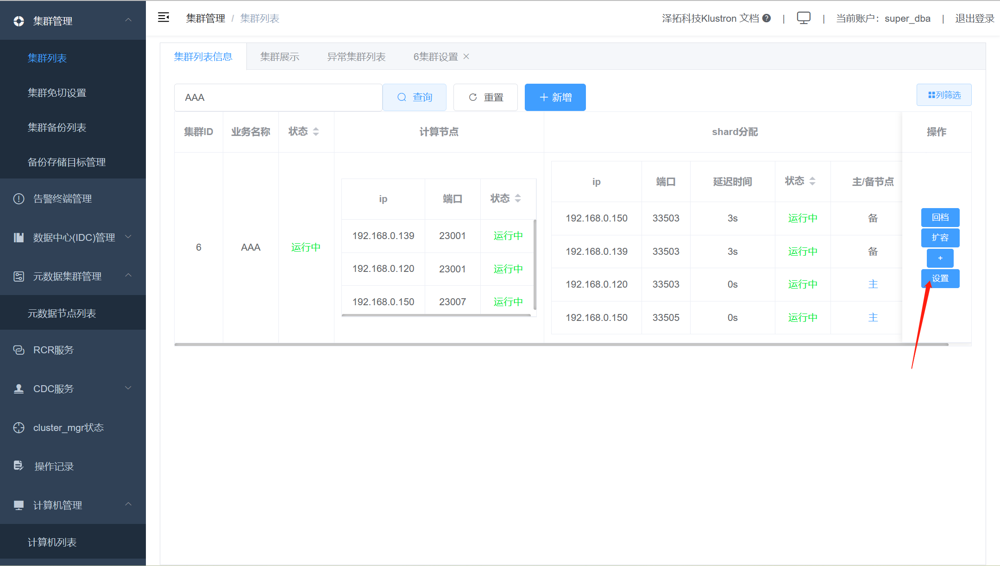 集群管理
集群列表
集群免切设置
集群备份列表
备份存储目标管理
告警终端管理
数据中心(IDC)管理
元数据集群管理
元数据节点列表
RCR服务
CDC服务
cluster_mgr状态
操作记录
计算机管理
计算机列表
集群管理 / 集群列表
泽拓科技Klustron 文档 ? | | 当前账户：super_dba | 退出登录
集群列表信息 集群展示 异常集群列表 6集群设置 ×
AAA 查询 重置 + 新增 列筛选
集群ID 业务名称 状态 计算节点 shard分配 操作
6 AAA 运行中
ip 端口 状态
192.168.0.139 23001 运行中
192.168.0.120 23001 运行中
192.168.0.150 23007 运行中
ip 端口 延迟时间 状态 主/备节点
192.168.0.150 33503 3s 运行中 备
192.168.0.139 33503 3s 运行中 备
192.168.0.120 33503 0s 运行中 主
192.168.0.150 33505 0s 运行中 主
回档
扩容
+
设置